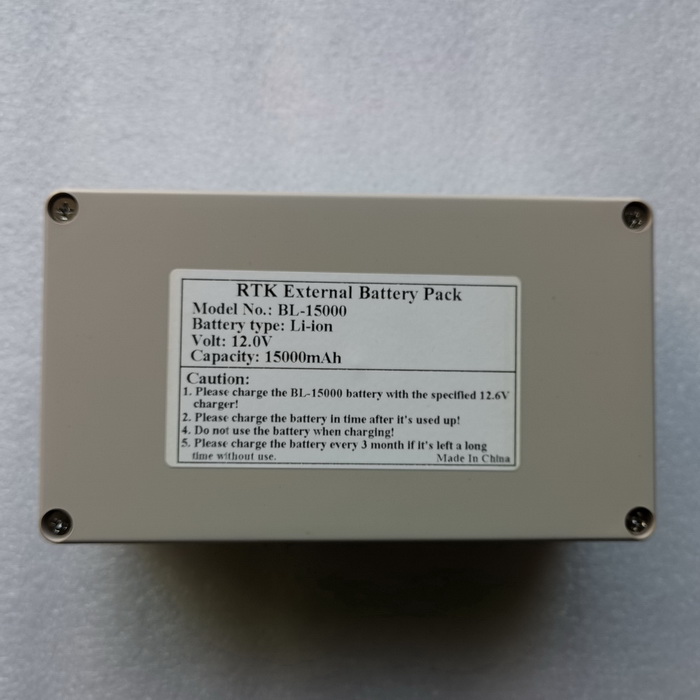 RTK External Battery Pack
Model No.: BL-15000
Battery type: Li-ion
Volt: 12.0V
Capacity: 15000mAh
Caution:
1. Please charge the BL-15000 battery with the specified 12.6V
charger!
2. Please charge the battery in time after it's used up!
4. Do not use the battery when charging!
5. Please charge the battery every 3 month if it's left a long
time without use.
Made In China